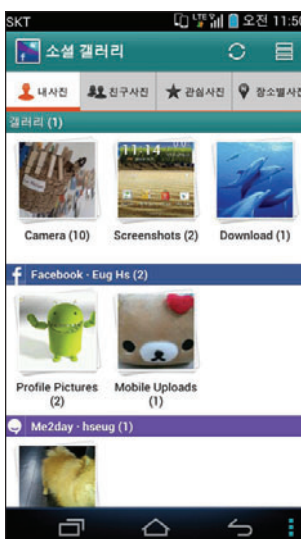 SKT LTE 오전 11:50
소셜 갤러리
내사진 친구사진 관심사진 장소별사진
갤러리 (1)
11:14
Camera (10) Screenshots (2) Download (1)
f Facebook · Eug Hs (2)
Profile Pictures (2) Mobile Uploads (1)
Me2day · hseug (1)